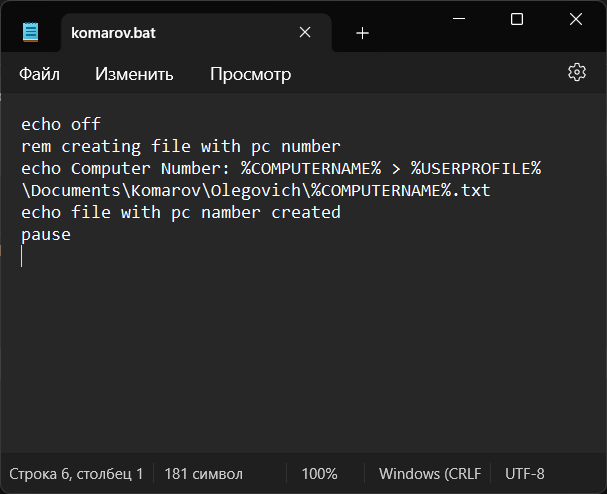 komarov.bat
Файл Изменить Просмотр
echo off
rem creating file with pc number
echo Computer Number: %COMPUTERNAME% > %USERPROFILE%
\Documents\Komarov\Olegovich\%COMPUTERNAME%.txt
echo file with pc namber created
pause
Строка 6, столбец 1 181 символ 100% Windows (CRLF UTF-8